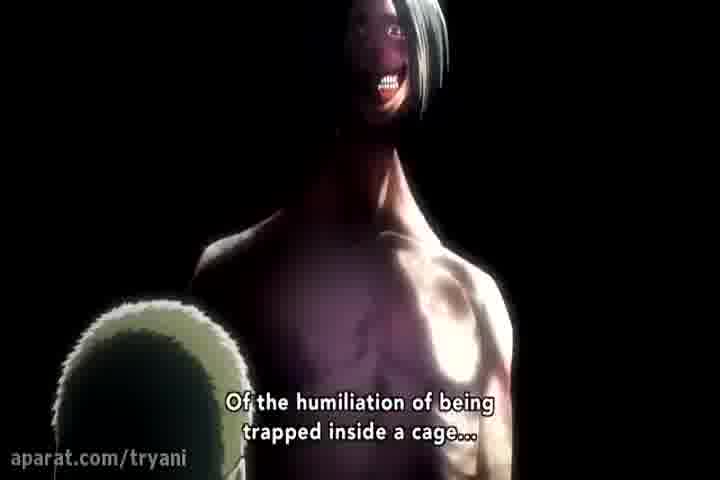 Of the humiliation of being
trapped inside a cage...
aparat.com/tryani